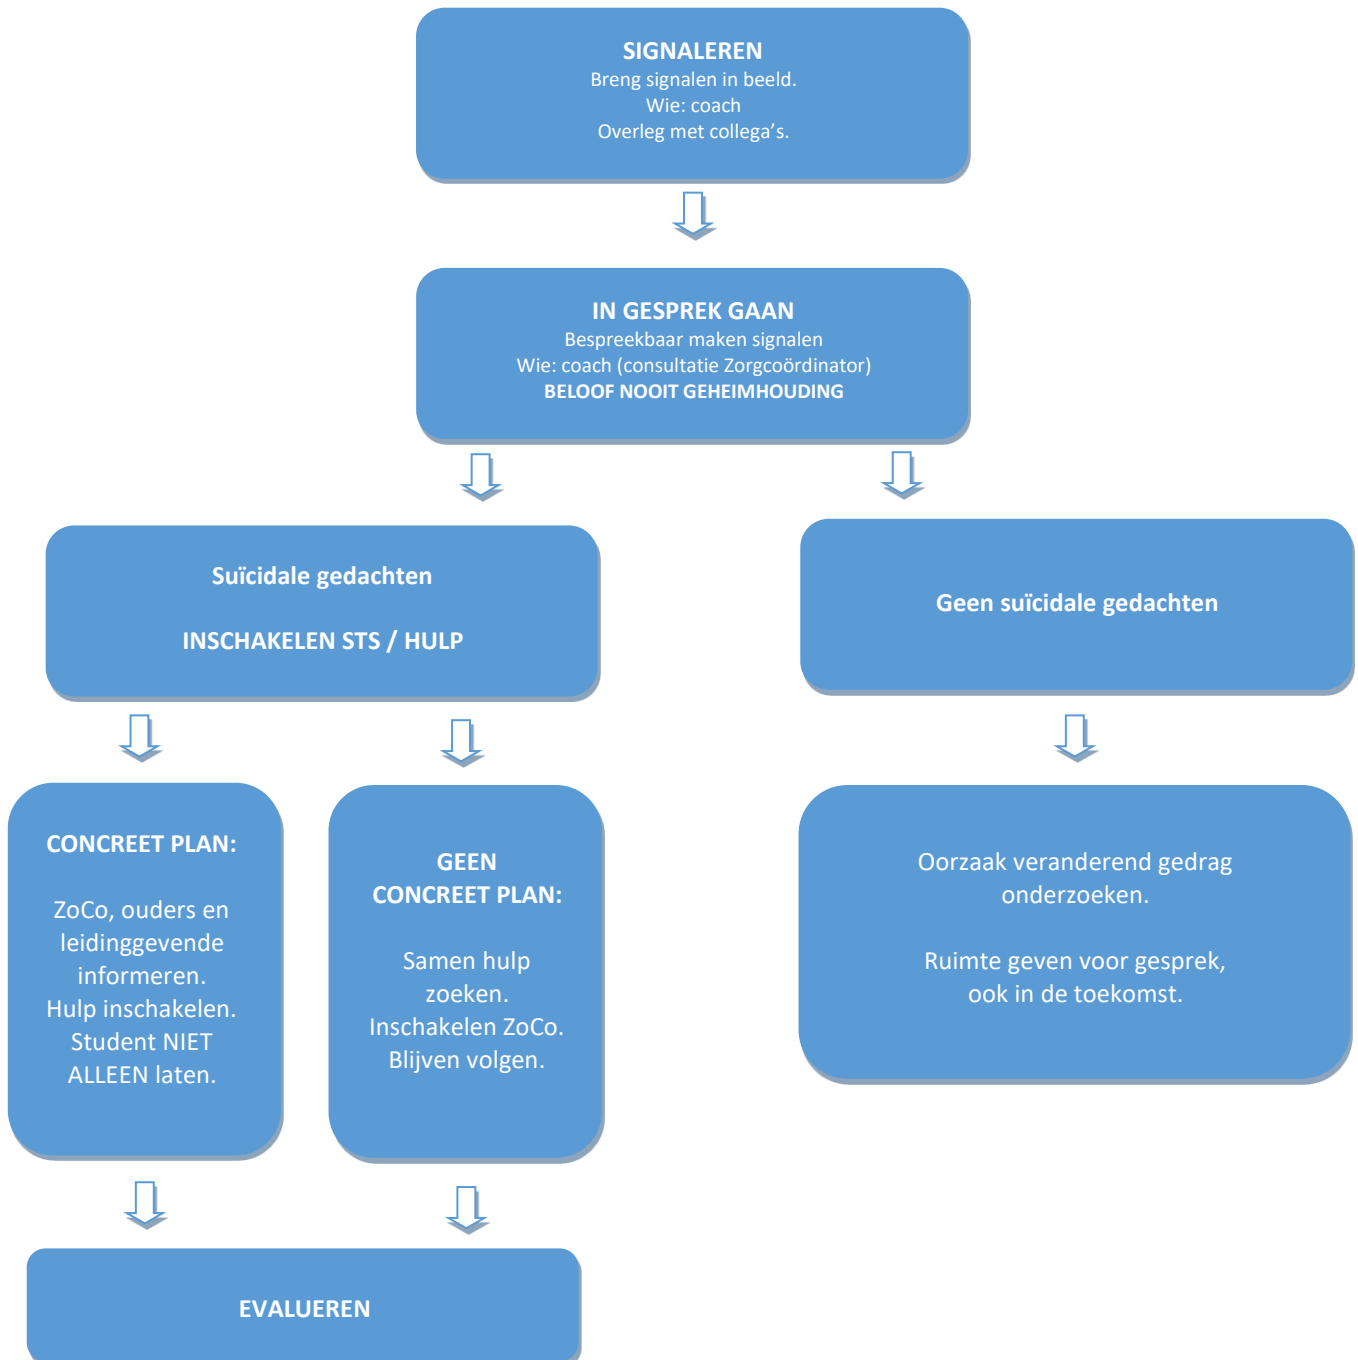 SIGNALEREN
Breng signalen in beeld.
Wie: coach
Overleg met collega’s.
IN GESPREK GAAN
Bespreekbaar maken signalen
Wie: coach (consultatie Zorgcoördinator)
BELOOF NOOIT GEHEIMHOUDING
Suïcidale gedachten
INSCHAKELEN STS / HULP
Geen suïcidale gedachten
CONCREET PLAN:
ZoCo, ouders en
leidinggevende
informeren.
Hulp inschakelen.
Student NIET
ALLEEN laten.
GEEN
CONCREET PLAN:
Samen hulp
zoeken.
Inschakelen ZoCo.
Blijven volgen.
Oorzaak veranderend gedrag
onderzoeken.
Ruimte geven voor gesprek,
ook in de toekomst.
EVALUEREN